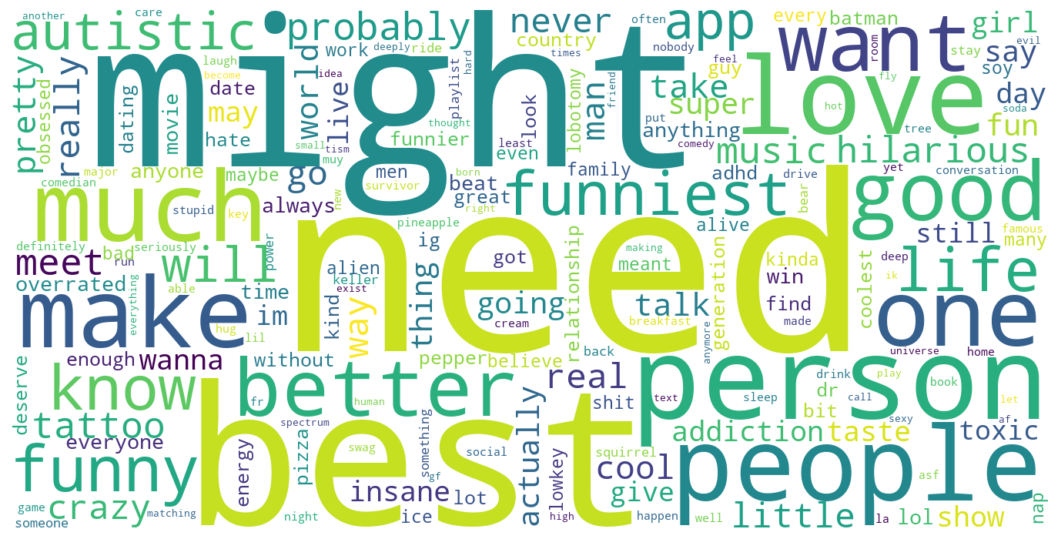 might
need
best
love
want
much
make
good
one
person
people
better
funny
know
funniest
life
will
app
autistic
probably
pretty
really
never
take
super
man
world
live
go
music
hilarious
girl
say
day
fun
still
meet
tattoo
crazy
insane
real
cool
talk
going
thing
way
im
wanna
actually
addiction
taste
toxic
little
show
give
shit
lot
ice
lol
nap
dr
bit
drink
believe
pepper
without
enough
everyone
energy
pizza
deserve
relationship
generation
coolest
kinda
win
find
meant
alive
adhd
anything
guy
country
every
batman
soy
stay
evil
room
fly
hot
tree
soda
yet
conversation
famous
many
deep
ik
made
bear
drive
comedy
put
feel
nobody
often
times
friend
hard
thought
playlist
ride
deeply
work
laugh
become
another
care
dating
movie
date
may
hate
obsessed
idea
small
tism
muy
look
even
funnier
least
lobotomy
family
men
survivor
beat
great
born
right
always
new
maybe
anyone
major
comedian
stupid
key
definitely
seriously
bad
run
able
everything
overrated
power
time
hug
lil
exist
alien
keller
kind
ig
pineapple
got
cream
making
breakfast
anymore
universe
home
play
book
let
af
sexy
call
sleep
text
back
human
fr
spectrum
swag
something
gf
social
lowkey
high
squirrel
happen
well
la
asf
night
matching
game
someone